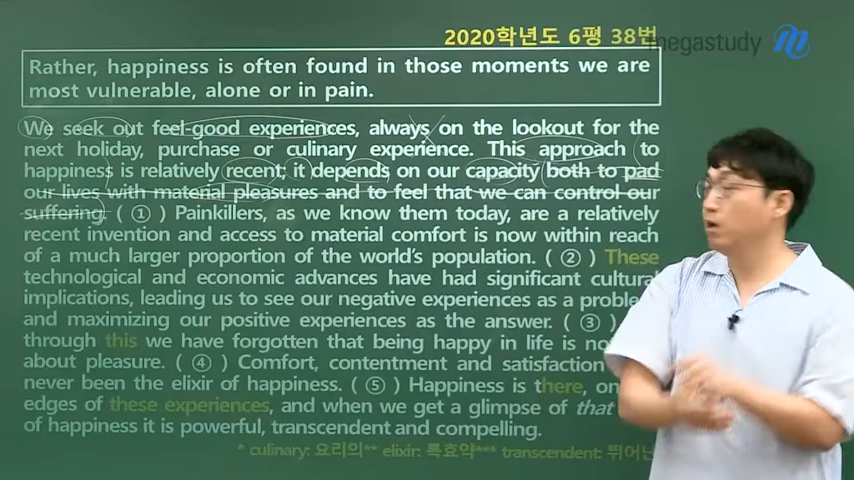 2020학년도 6평 38번
megastudy
Rather, happiness is often found in those moments we are
most vulnerable, alone or in pain.
We seek out feel-good experiences, always on the lookout for the
next holiday, purchase or culinary experience. This approach to
happiness is relatively recent; it depends on our capacity both to pad
our lives with material pleasures and to feel that we can control our
suffering. ( ① ) Painkillers, as we know them today, are a relatively
recent invention and access to material comfort is now within reach
of a much larger proportion of the world's population. ( ② ) These
technological and economic advances have had significant cultural
implications, leading us to see our negative experiences as a
and maximizing our positive experiences as the answer. ( ③ )
through this we have forgotten that being happy in life is
about pleasure. ( ④ ) Comfort, contentment and satisfaction
never been the elixir of happiness. ( ⑤ ) Happiness is there,
edges of these experiences, and when we get a glimpse of that
of happiness it is powerful, transcendent and compelling.
* culinary: 요리의** elixir: 특효약*** transcendent: